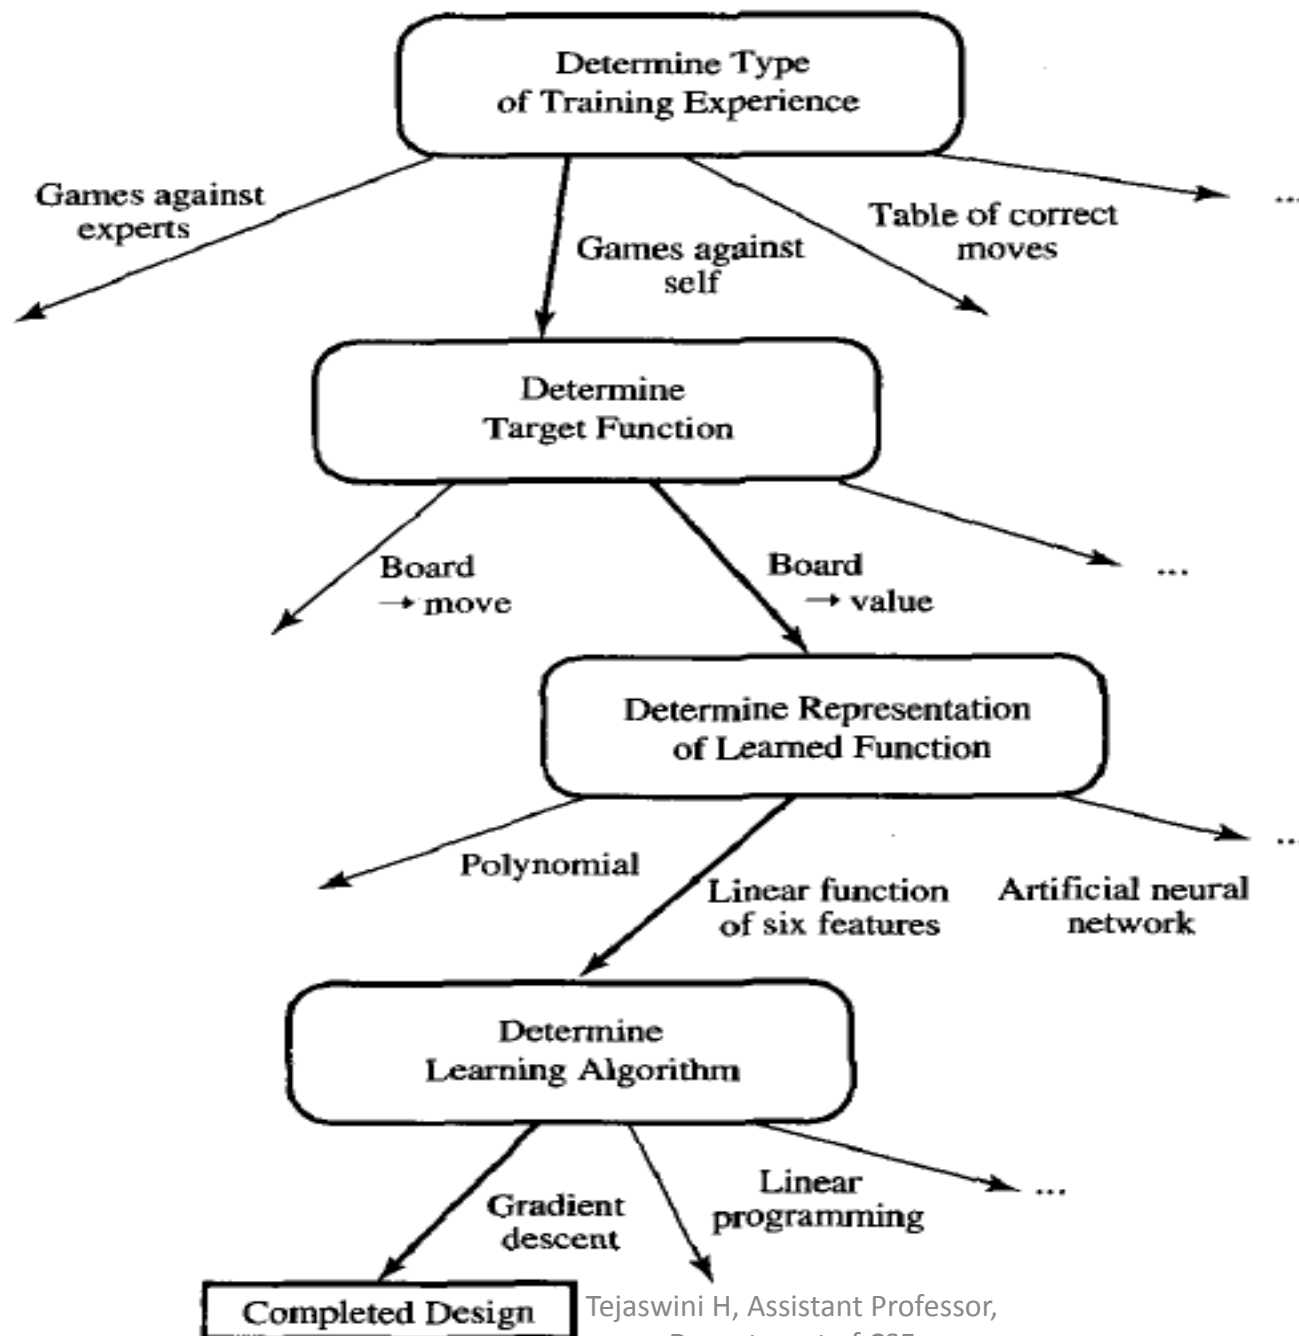 Determine Type
of Training Experience
Games against
experts
Games against
self
Table of correct
moves
...
Determine
Target Function
Board
→ move
Board
→ value
...
Determine Representation
of Learned Function
Polynomial
Linear function
of six features
Artificial neural
network
...
Determine
Learning Algorithm
Gradient
descent
Linear
programming
...
Completed Design
Tejaswini H, Assistant Professor,